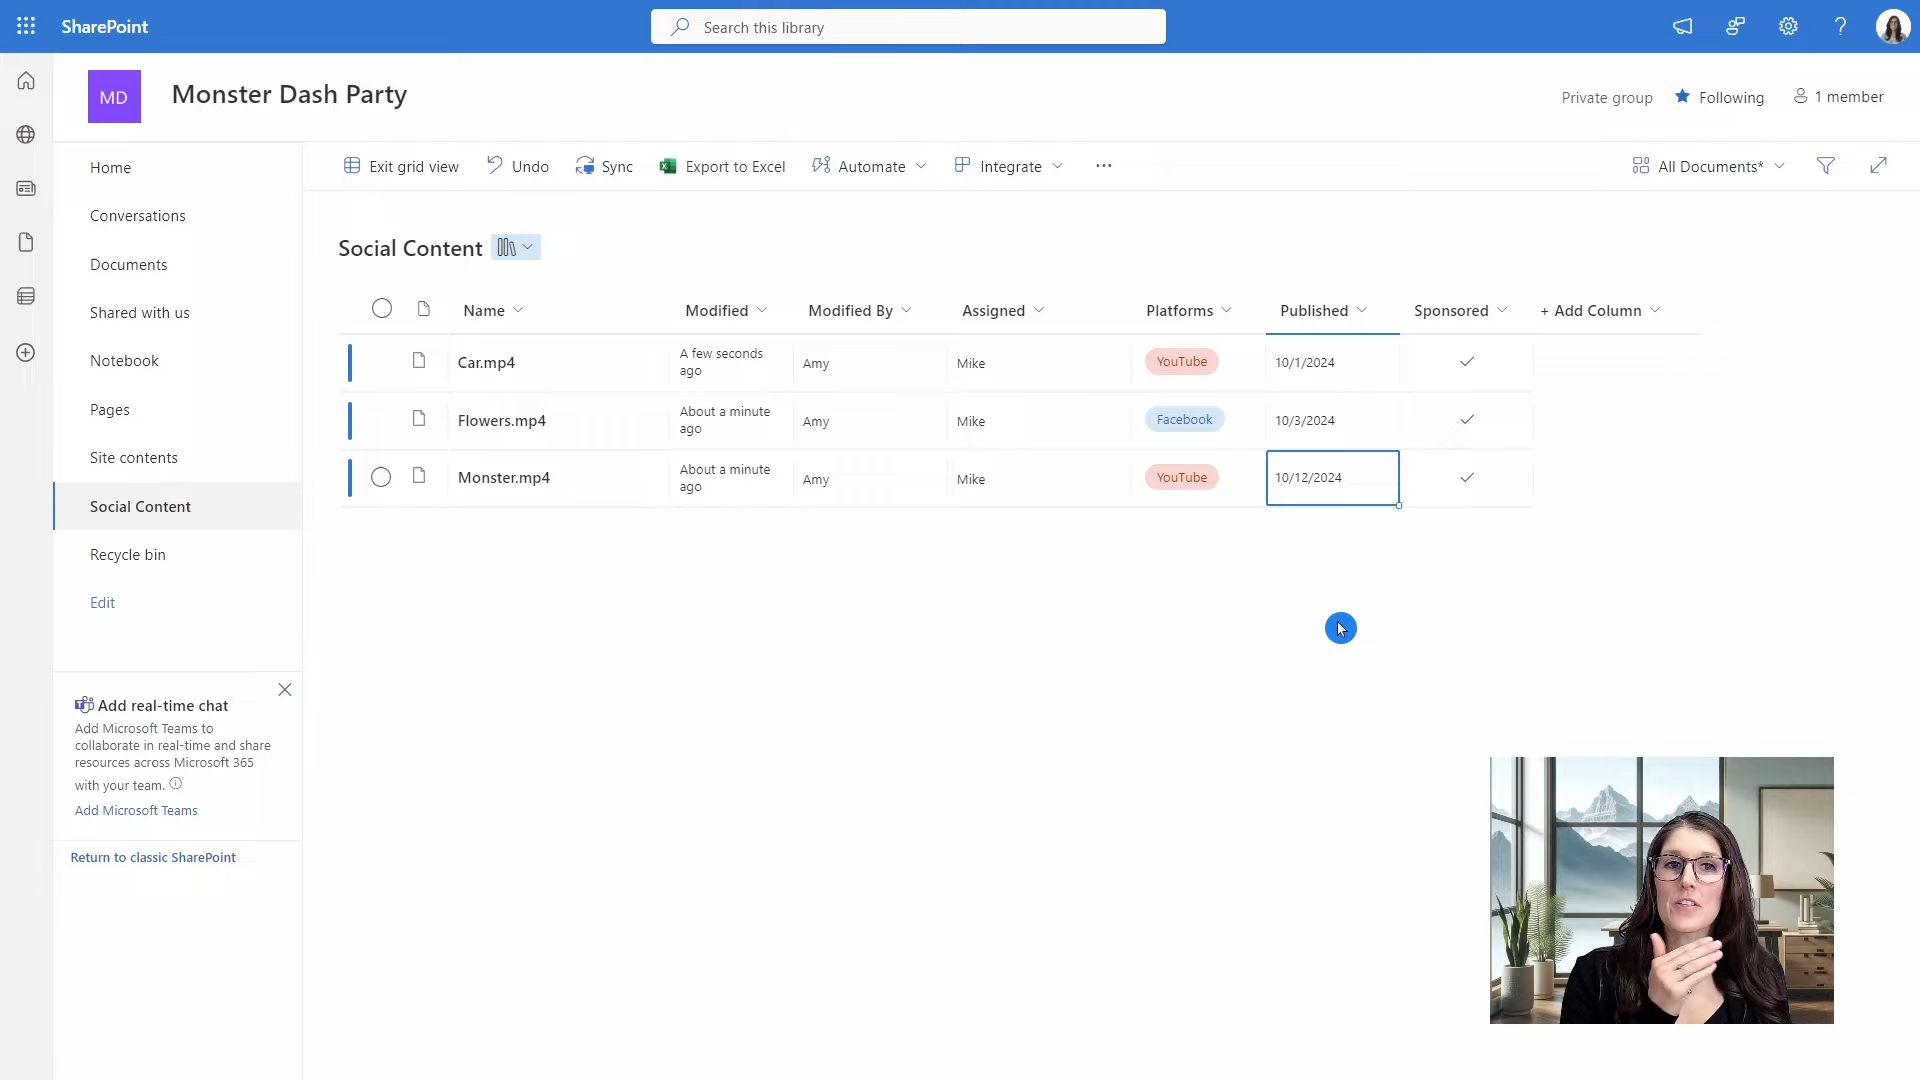 SharePoint
Search this library
MD
Monster Dash Party
Private group
Following
1 member
Home
Conversations
Documents
Shared with us
Notebook
Pages
Site contents
Social Content
Recycle bin
Edit
Exit grid view
Undo
Sync
Export to Excel
Automate
Integrate
All Documents*
Social Content
Name Modified Modified By Assigned Platforms Published Sponsored + Add Column
Car.mp4 A few seconds ago Amy Mike YouTube 10/1/2024
Flowers.mp4 About a minute ago Amy Mike Facebook 10/3/2024
Monster.mp4 About a minute ago Amy Mike YouTube 10/12/2024
Add real-time chat
Add Microsoft Teams to
collaborate in real-time and share
resources across Microsoft 365
with your team.
Add Microsoft Teams
Return to classic SharePoint